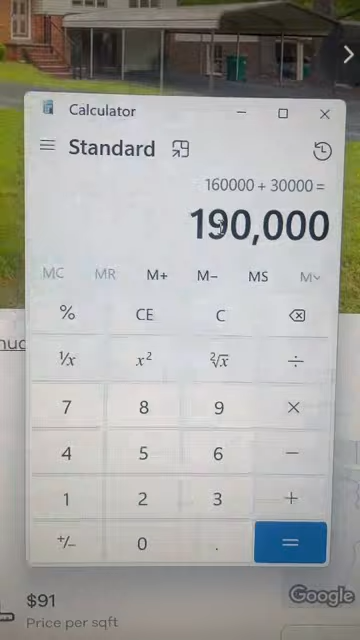 Calculator
Standard
160000 + 30000 =
190,000
MC MR M+ M− MS M˅
% CE C
¹/x x² ²√x ÷
7 8 9 ×
4 5 6 −
1 2 3 +
+/− 0 . =
$91
Google
Price per sqft